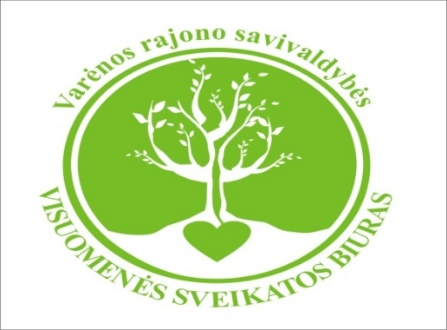 Varėnos rajono savivaldybės
VISUOMENĖS SVEIKATOS BIURAS